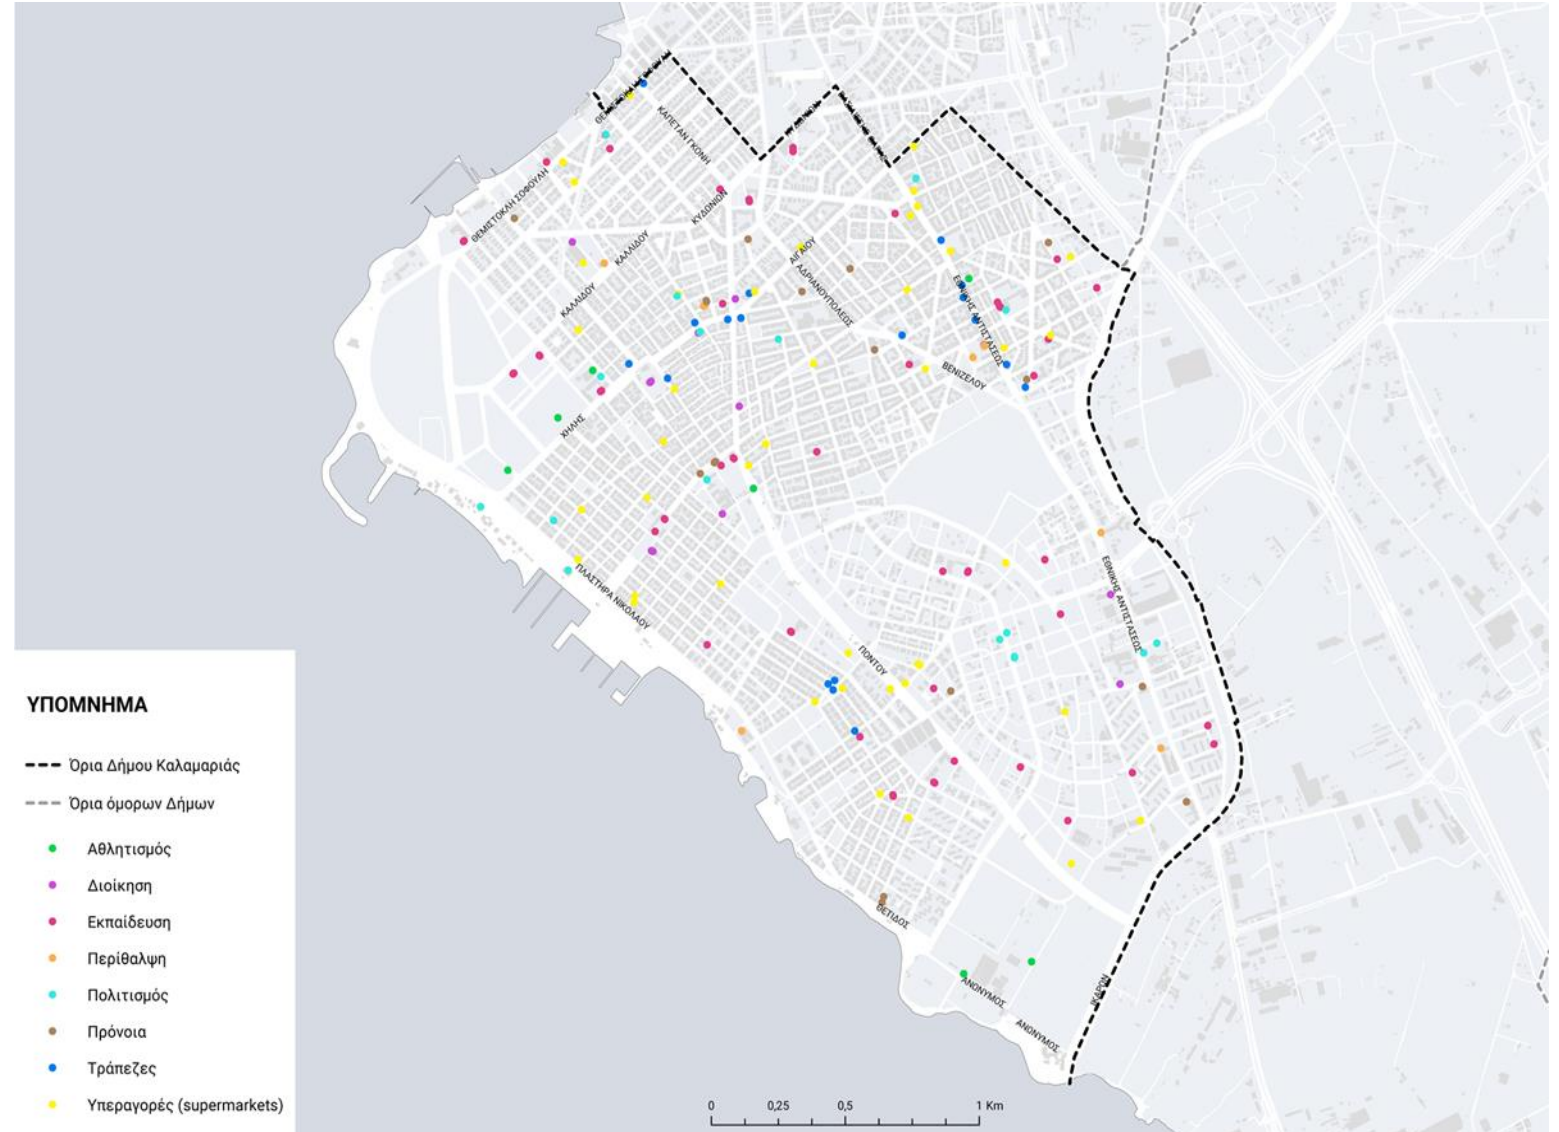 ΘΕΜΙΣΤΟΚΛΗ ΣΟΦΟΥΛΗ
ΚΑΠΕΤΑΝ ΓΚΟΝΗ
ΚΥΔΩΝΙΩΝ
ΚΑΛΛΙΔΟΥ
ΚΑΛΛΙΔΟΥ
ΑΙΓΑΙΟΥ
ΑΔΡΙΑΝΟΥΠΟΛΕΩΣ
ΕΘΝΙΚΗΣ ΑΝΤΙΣΤΑΣΕΩΣ
ΒΕΝΙΖΕΛΟΥ
ΧΗΛΗΣ
ΠΛΑΣΤΗΡΑ ΝΙΚΟΛΑΟΥ
ΕΘΝΙΚΗΣ ΑΝΤΙΣΤΑΣΕΩΣ
ΠΟΝΤΟΥ
ΘΕΤΙΔΟΣ
ΑΝΩΝΥΜΟΣ
ΑΝΩΝΥΜΟΣ
ΙΚΑΡΩΝ
ΥΠΟΜΝΗΜΑ
Όρια Δήμου Καλαμαριάς
Όρια όμορων Δήμων
Αθλητισμός
Διοίκηση
Εκπαίδευση
Περίθαλψη
Πολιτισμός
Πρόνοια
Τράπεζες
Υπεραγορές (supermarkets)
0 0,25 0,5 1 Km